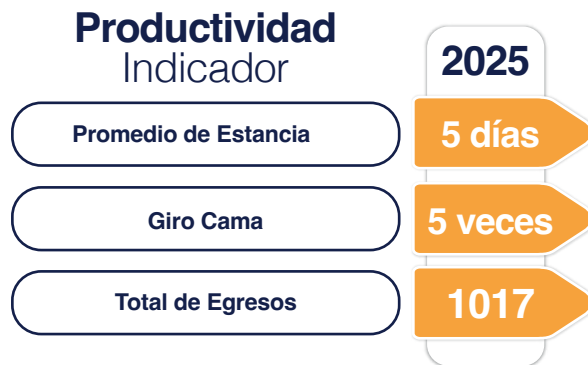 Productividad
Indicador
2025
Promedio de Estancia
5 días
Giro Cama
5 veces
Total de Egresos
1017